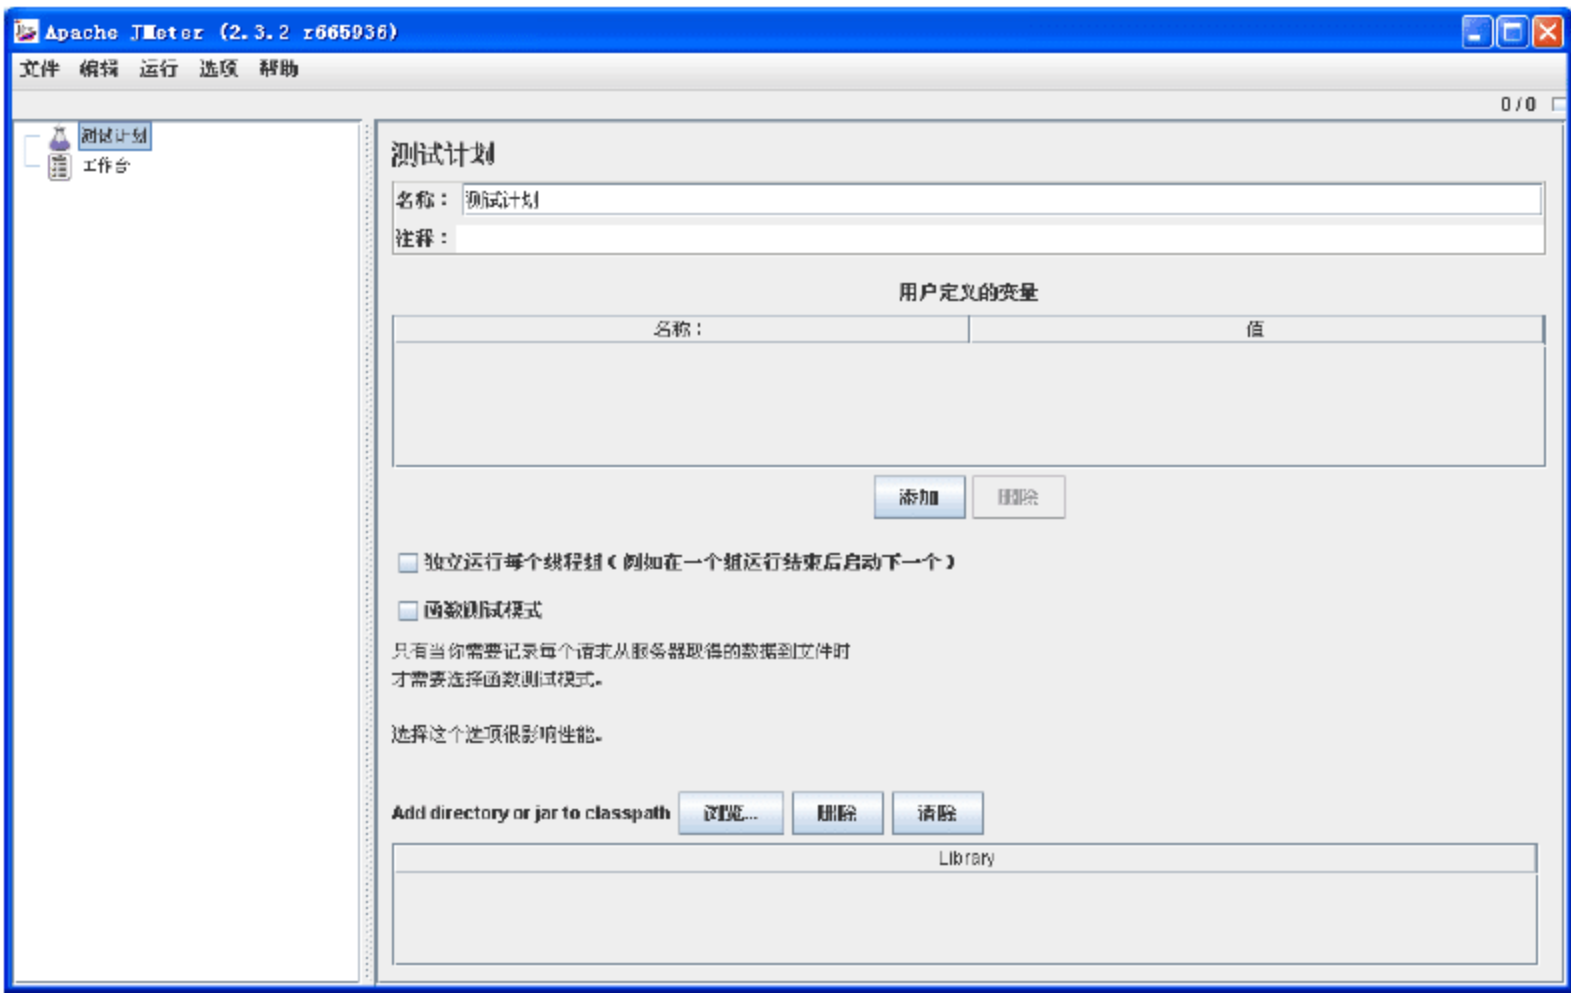 Apache JMeter (2.3.2 r665936)
文件 编辑 运行 选项 帮助
0 / 0
测试计划
工作台
测试计划
名称： 测试计划
注释：
用户定义的变量
名称： 值
添加 删除
独立运行每个线程组（例如在一个组运行结束后启动下一个）
函数测试模式
只有当你需要记录每个请求从服务器取得的数据到文件时
才需要选择函数测试模式。
选择这个选项很影响性能。
Add directory or jar to classpath 浏览... 删除 清除
Library